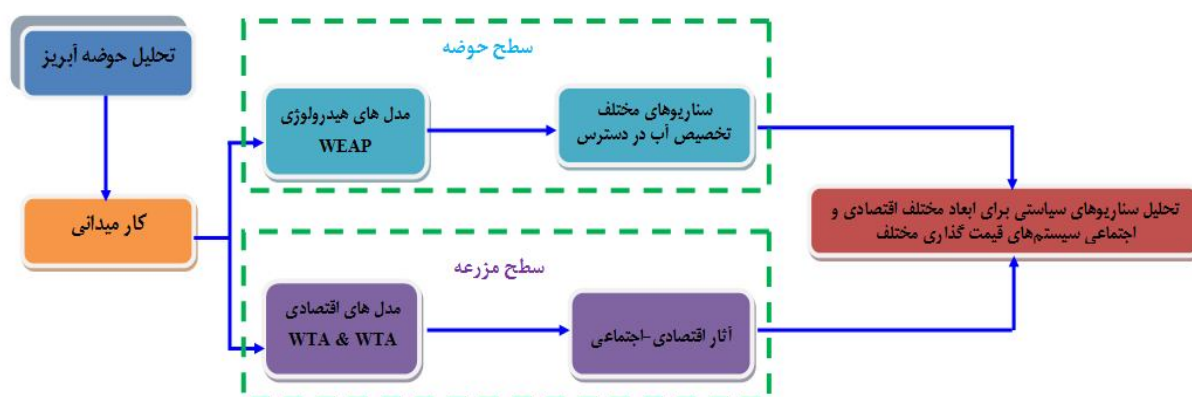 تحلیل حوضه آبریز
سطح حوضه
مدل های هیدرولوژی
WEAP
سناریوهای مختلف
تخصیص آب در دسترس
کار میدانی
تحلیل سناریوهای سیاستی برای ابعاد مختلف اقتصادی و
اجتماعی سیستم‌های قیمت گذاری مختلف
سطح مزرعه
مدل های اقتصادی
WTA & WTA
آثار اقتصادی-اجتماعی